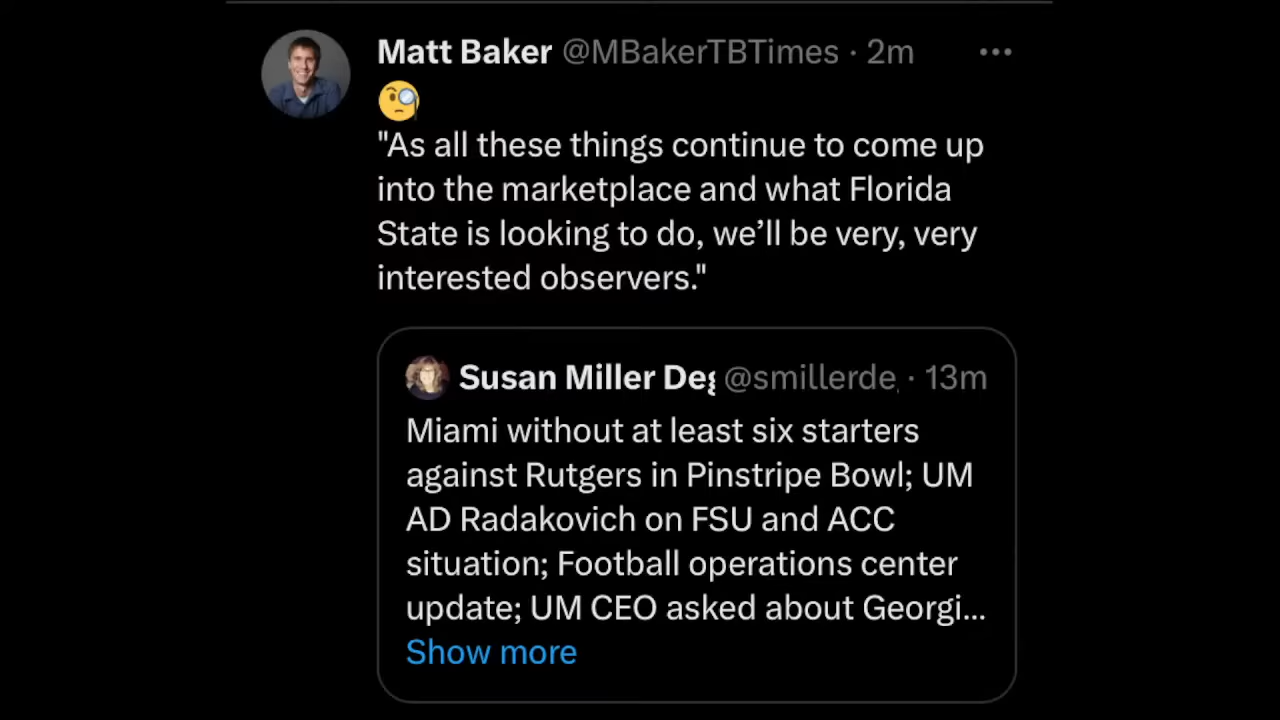 Matt Baker @MBakerTBTimes · 2m
"As all these things continue to come up
into the marketplace and what Florida
State is looking to do, we’ll be very, very
interested observers."
Susan Miller De @smillerde · 13m
Miami without at least six starters
against Rutgers in Pinstripe Bowl; UM
AD Radakovich on FSU and ACC
situation; Football operations center
update; UM CEO asked about Georgi...
Show more